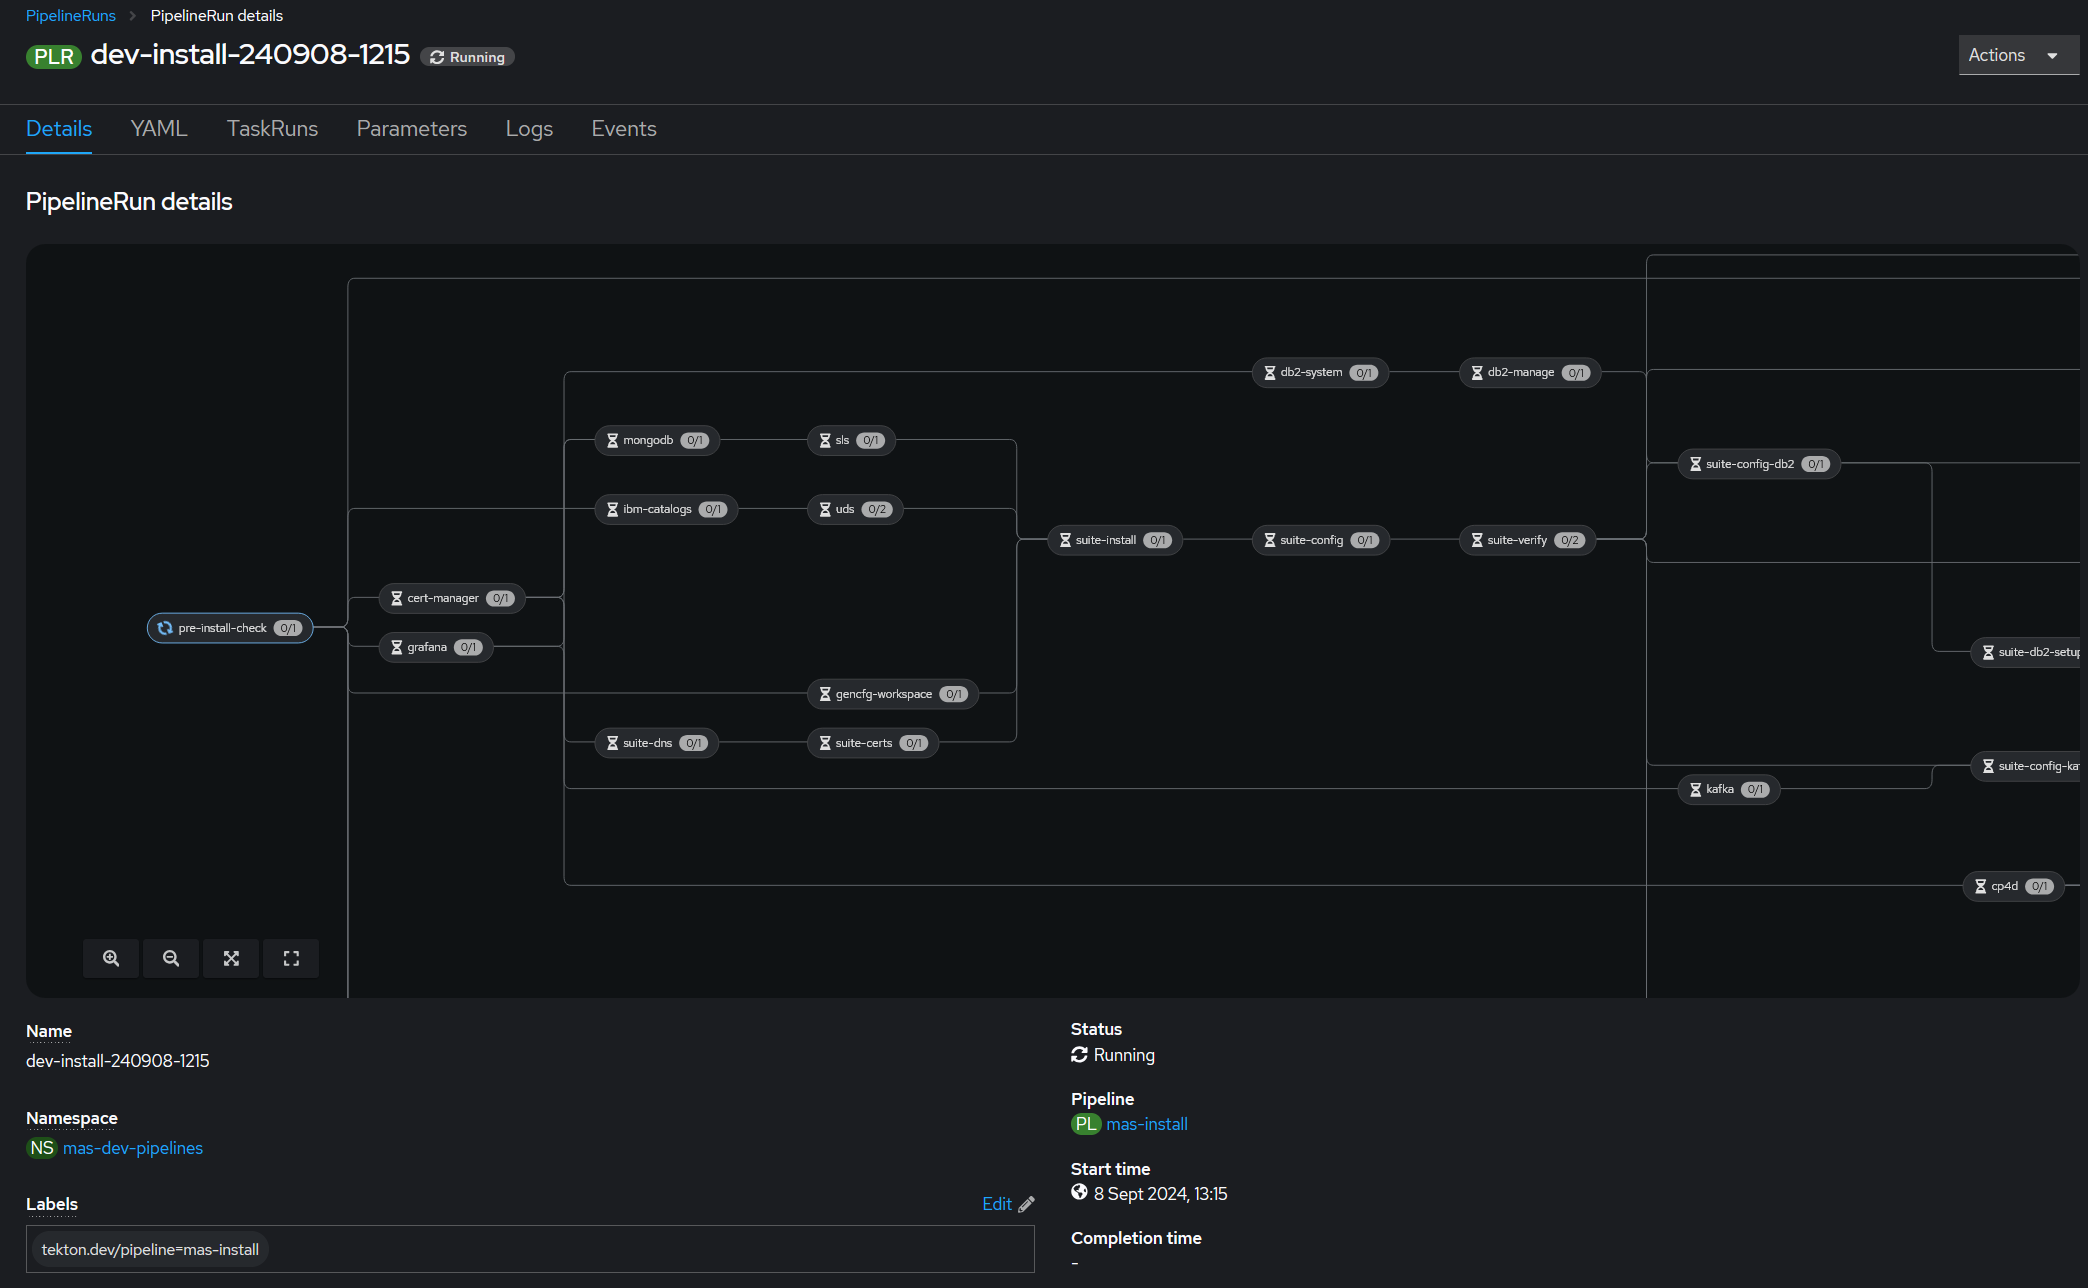 PipelineRuns > PipelineRun details
PLR dev-install-240908-1215 Running
Actions
Details YAML TaskRuns Parameters Logs Events
PipelineRun details
db2-system 0/1
db2-manage 0/1
mongodb 0/1
sls 0/1
suite-config-db2 0/1
ibm-catalogs 0/1
uds 0/2
suite-install 0/1
suite-config 0/1
suite-verify 0/2
cert-manager 0/1
pre-install-check 0/1
grafana 0/1
suite-db2-setup
gencfg-workspace 0/1
suite-dns 0/1
suite-certs 0/1
suite-config-ka
kafka 0/1
cp4d 0/1
Name
dev-install-240908-1215
Namespace
NS mas-dev-pipelines
Labels
Edit
tekton.dev/pipeline=mas-install
Status
Running
Pipeline
PL mas-install
Start time
8 Sept 2024, 13:15
Completion time
-